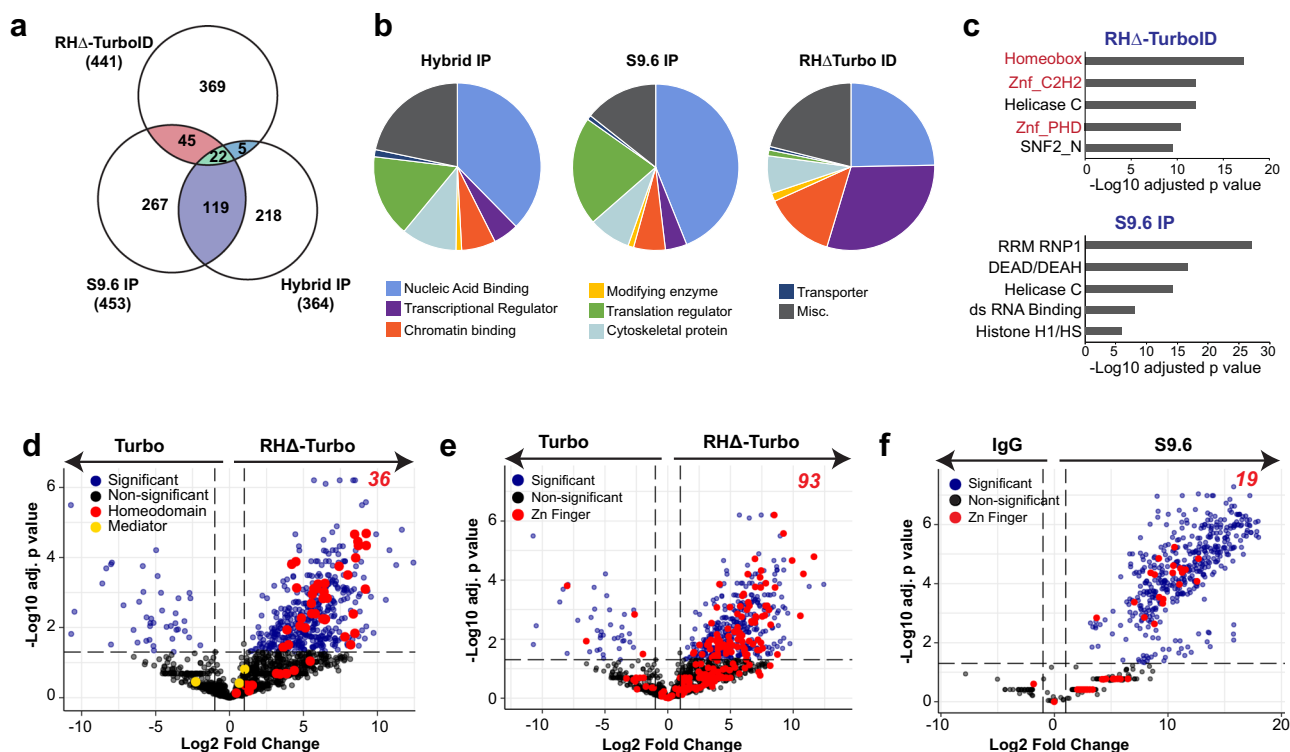 a
RHΔ-TurboID
(441)
369
45
22
5
267
119
218
S9.6 IP
(453)
Hybrid IP
(364)
b
Hybrid IP
S9.6 IP
RHΔTurbo ID
Nucleic Acid Binding
Transcriptional Regulator
Chromatin binding
Modifying enzyme
Translation regulator
Cytoskeletal protein
Transporter
Misc.
c
RHΔ-TurboID
Homeobox
Znf_C2H2
Helicase C
Znf_PHD
SNF2_N
0 5 10 15 20
-Log10 adjusted p value
S9.6 IP
RRM RNP1
DEAD/DEAH
Helicase C
ds RNA Binding
Histone H1/HS
0 5 10 15 20 25 30
-Log10 adjusted p value
d
Turbo
RHΔ-Turbo
36
Significant
Non-significant
Homeodomain
Mediator
-Log10 adj. p value
6
4
2
0
-10 -5 0 5 10
Log2 Fold Change
e
Turbo
RHΔ-Turbo
93
Significant
Non-significant
Zn Finger
-Log10 adj. p value
6
4
2
0
-10 -5 0 5 10
Log2 Fold Change
f
IgG
S9.6
19
Significant
Non-significant
Zn Finger
-Log10 adj. p value
6
4
2
0
-10 0 10 20
Log2 Fold Change